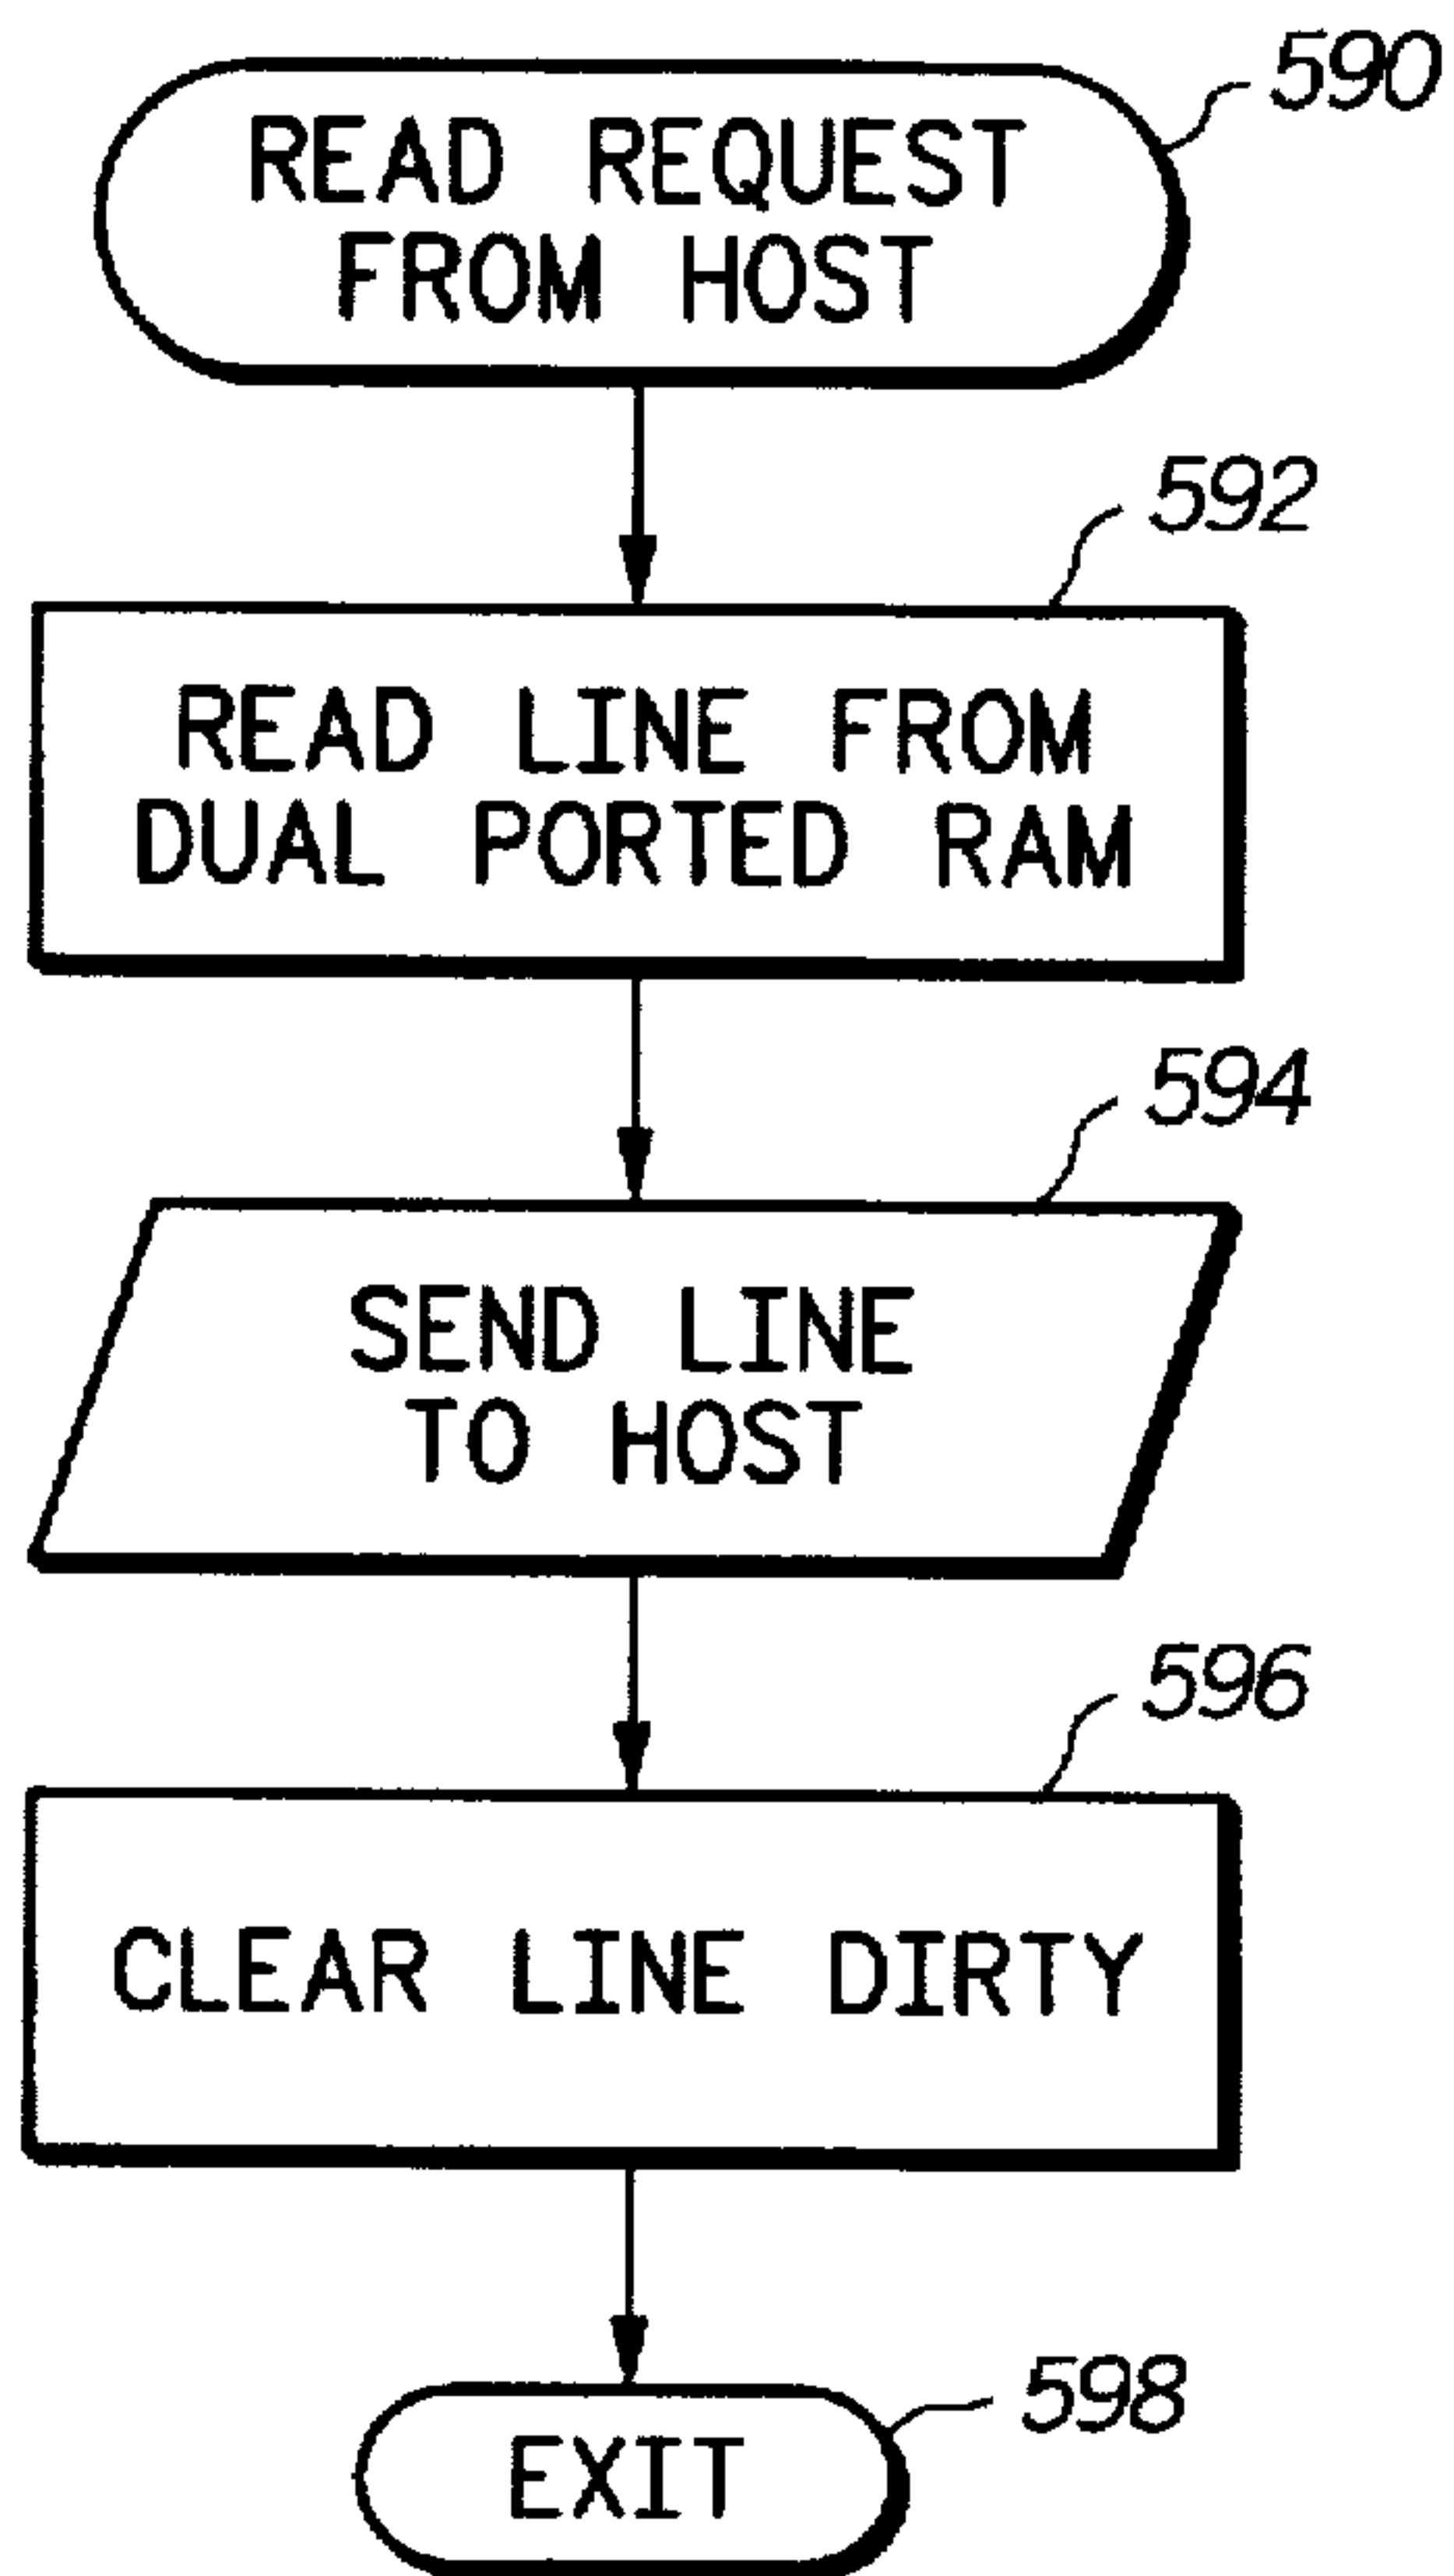 590
READ REQUEST
FROM HOST
592
READ LINE FROM
DUAL PORTED RAM
594
SEND LINE
TO HOST
596
CLEAR LINE DIRTY
598
EXIT